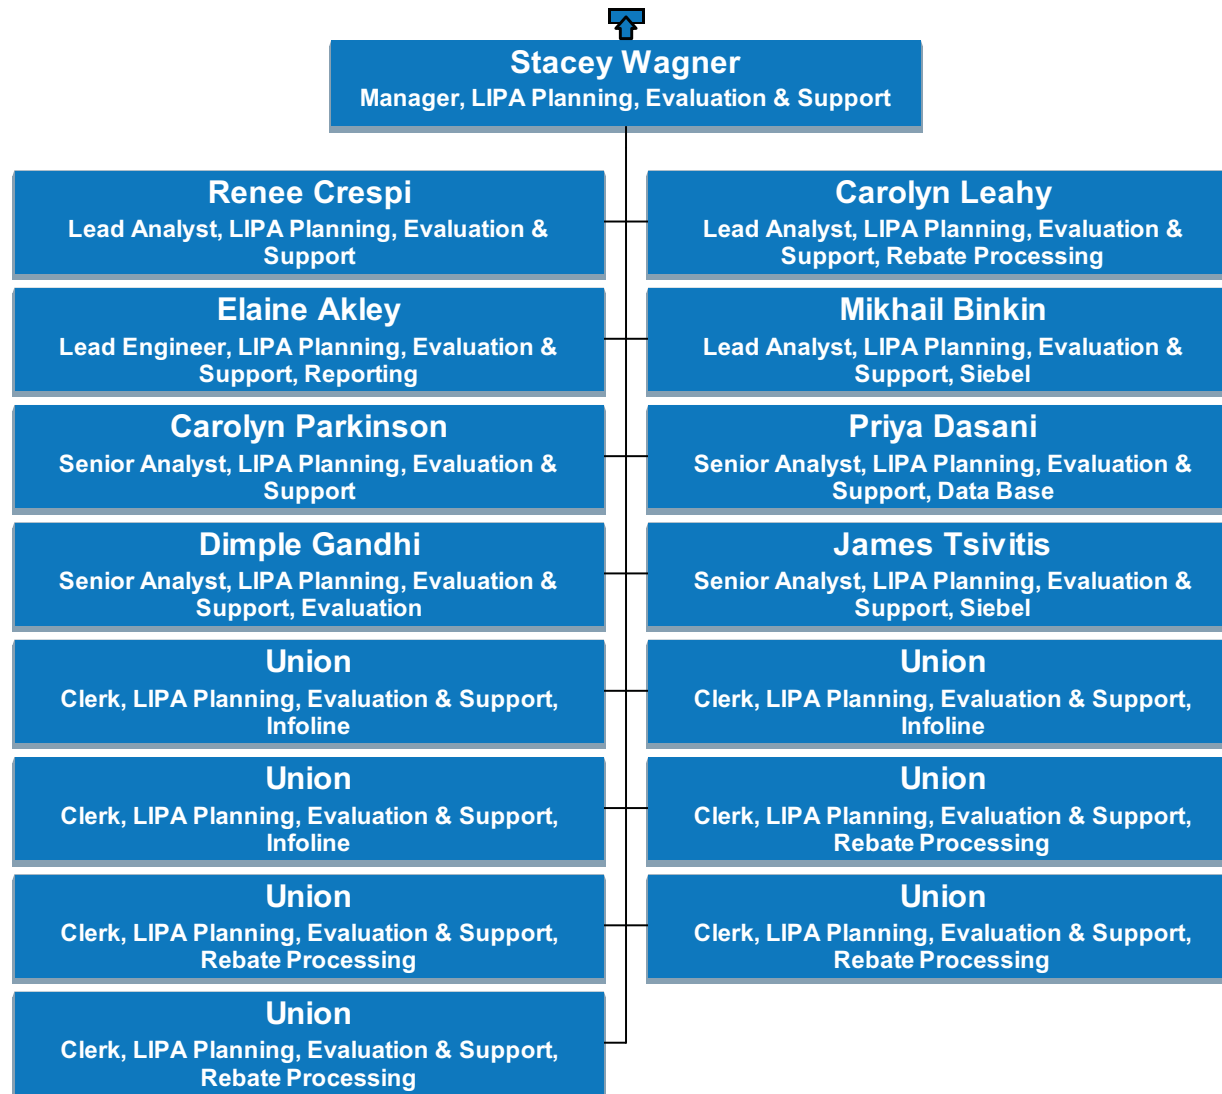 Stacey Wagner
Manager, LIPA Planning, Evaluation & Support
Renee Crespi
Lead Analyst, LIPA Planning, Evaluation &
Support
Carolyn Leahy
Lead Analyst, LIPA Planning, Evaluation &
Support, Rebate Processing
Elaine Akley
Lead Engineer, LIPA Planning, Evaluation &
Support, Reporting
Mikhail Binkin
Lead Analyst, LIPA Planning, Evaluation &
Support, Siebel
Carolyn Parkinson
Senior Analyst, LIPA Planning, Evaluation &
Support
Priya Dasani
Senior Analyst, LIPA Planning, Evaluation &
Support, Data Base
Dimple Gandhi
Senior Analyst, LIPA Planning, Evaluation &
Support, Evaluation
James Tsivitis
Senior Analyst, LIPA Planning, Evaluation &
Support, Siebel
Union
Clerk, LIPA Planning, Evaluation & Support,
Infoline
Union
Clerk, LIPA Planning, Evaluation & Support,
Infoline
Union
Clerk, LIPA Planning, Evaluation & Support,
Infoline
Union
Clerk, LIPA Planning, Evaluation & Support,
Rebate Processing
Union
Clerk, LIPA Planning, Evaluation & Support,
Rebate Processing
Union
Clerk, LIPA Planning, Evaluation & Support,
Rebate Processing
Union
Clerk, LIPA Planning, Evaluation & Support,
Rebate Processing